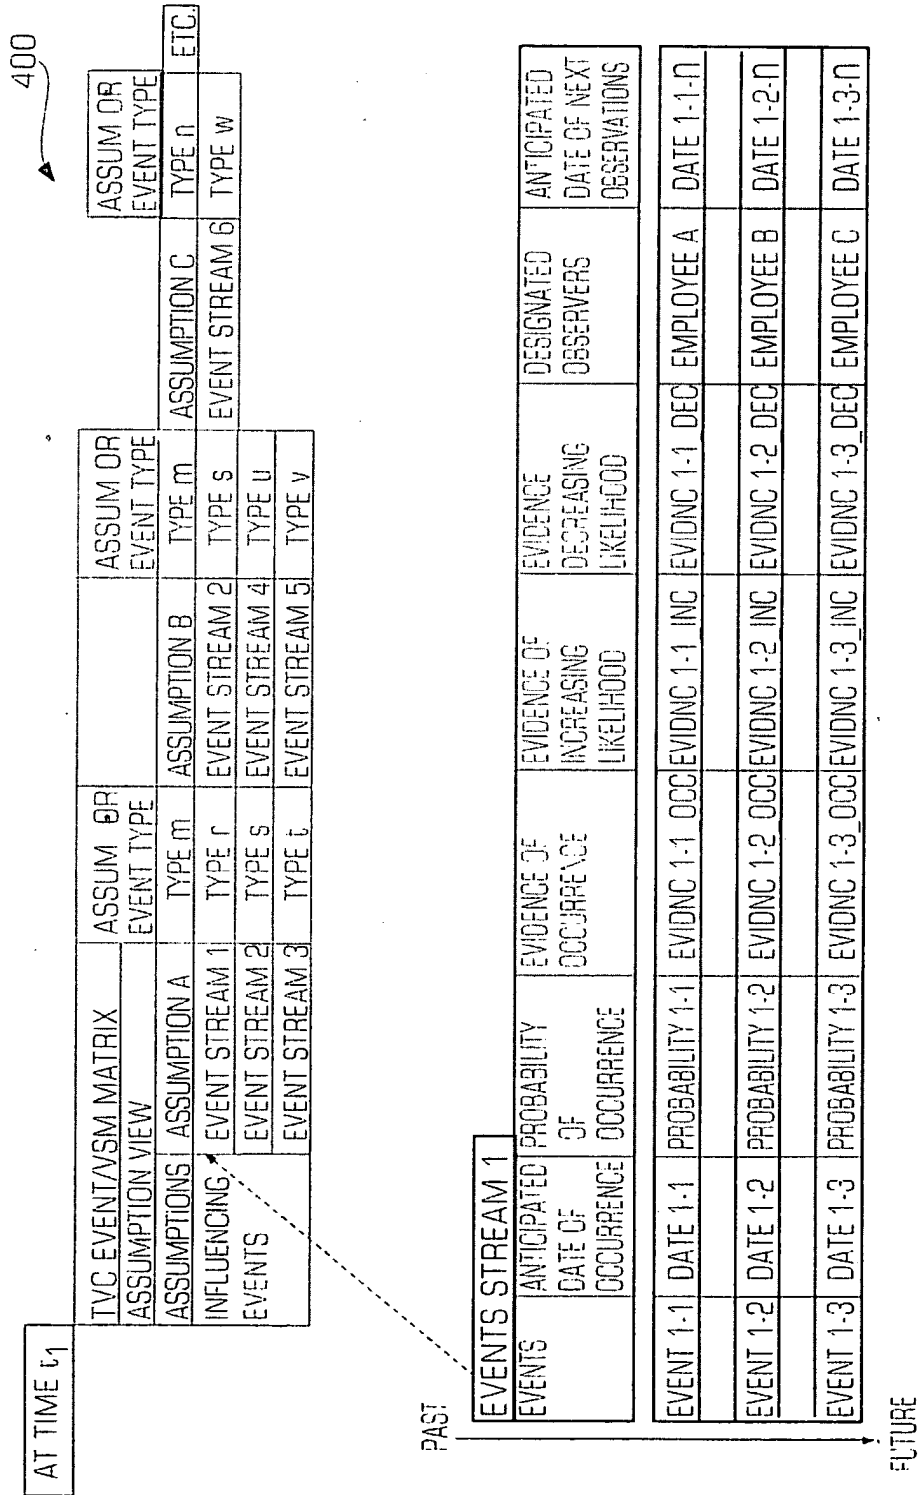 400
AT TIME t1
TVC EVENT/VSM MATRIX ASSUM OR ASSUM OR ASSUM OR
ASSUMPTION VIEW EVENT TYPE EVENT TYPE EVENT TYPE
ASSUMPTIONS ASSUMPTION A TYPE m ASSUMPTION B TYPE m ASSUMPTION C TYPE n ETC.
INFLUENCING EVENT STREAM 1 TYPE r EVENT STREAM 2 TYPE s EVENT STREAM 6 TYPE w
EVENTS EVENT STREAM 2 TYPE s EVENT STREAM 4 TYPE u
EVENT STREAM 3 TYPE t EVENT STREAM 5 TYPE v
PAST
EVENTS STREAM 1
EVENTS ANTICIPATED PROBABILITY EVIDENCE OF EVIDENCE OF EVIDENCE DESIGNATED ANTICIPATED
DATE OF OF OCCURRENCE INCREASING DECREASING OBSERVERS DATE OF NEXT
OCCURRENCE OCCURRENCE LIKELIHOOD LIKELIHOOD OBSERVATIONS
EVENT 1-1 DATE 1-1 PROBABILITY 1-1 EVIDNC 1-1 OCC EVIDNC 1-1 INC EVIDNC 1-1 DEC EMPLOYEE A DATE 1-1-n
EVENT 1-2 DATE 1-2 PROBABILITY 1-2 EVIDNC 1-2 OCC EVIDNC 1-2 INC EVIDNC 1-2 DEC EMPLOYEE B DATE 1-2-n
EVENT 1-3 DATE 1-3 PROBABILITY 1-3 EVIDNC 1-3_OCC EVIDNC 1-3_INC EVIDNC 1-3_DEC EMPLOYEE C DATE 1-3-n
FUTURE